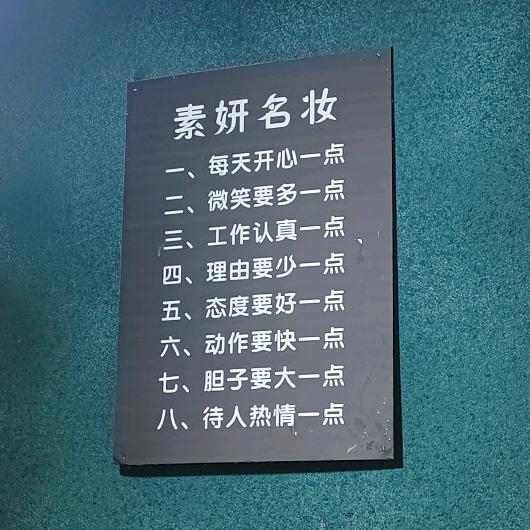 素妍名妆
一、每天开心一点
二、微笑要多一点
三、工作认真一点
四、理由要少一点
五、态度要好一点
六、动作要快一点
七、胆子要大一点
八、待人热情一点